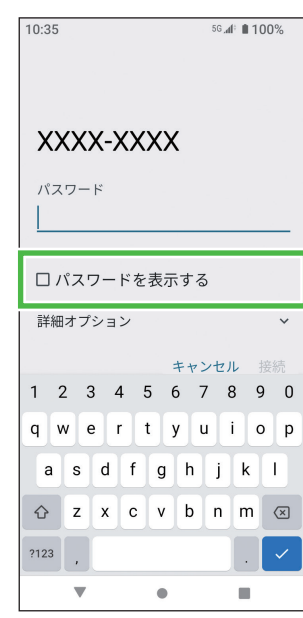 10:35 5G 100%
XXXX-XXXX
パスワード
パスワードを表示する
詳細オプション
キャンセル 接続
1 2 3 4 5 6 7 8 9 0
q w e r t y u i o p
a s d f g h j k l
z x c v b n m
?123 , .